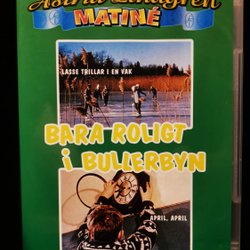 Astrid Lindgren
MATINÉ
LASSE TRILLAR I EN VAK
BARA ROLIGT
i BULLERBYN
APRIL, APRIL